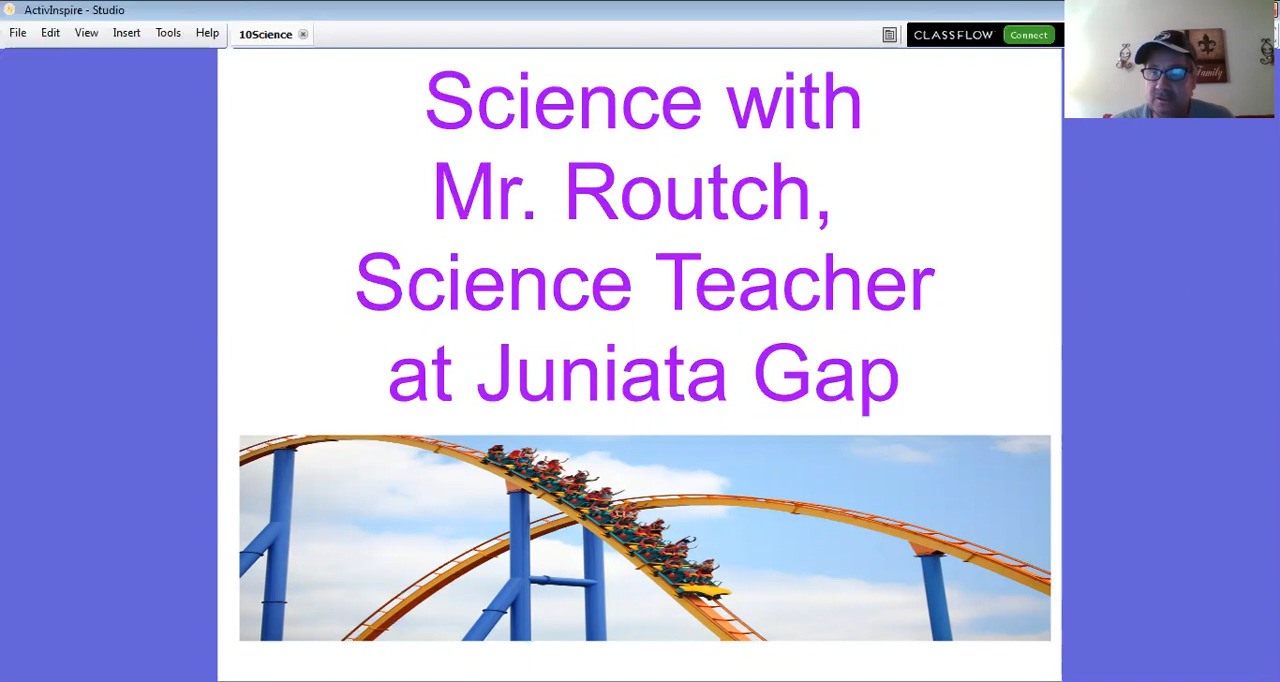 ActivInspire - Studio
File Edit View Insert Tools Help
10Science
CLASSFLOW Connect
Family
Science with
Mr. Routch,
Science Teacher
at Juniata Gap